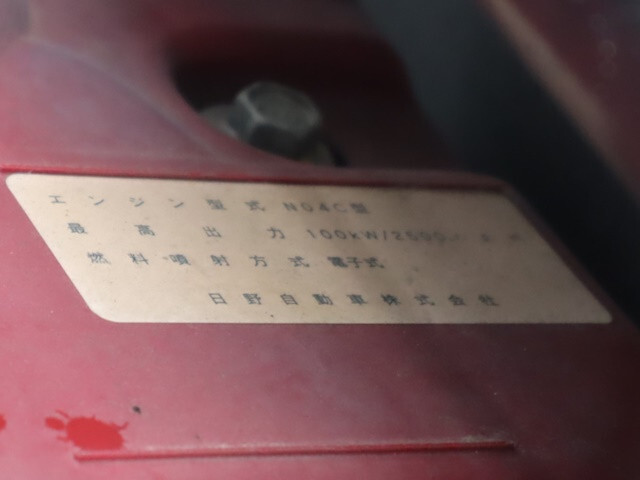 エンジン型式 N04C型
最高出力 100kW/2500
燃料噴射方式 電子式
日野自動車株式会社